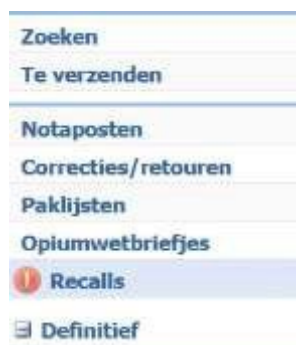 Zoeken
Te verzenden
Notaposten
Correcties/retouren
Paklijsten
Opiumwetbriefjes
Recalls
Definitief